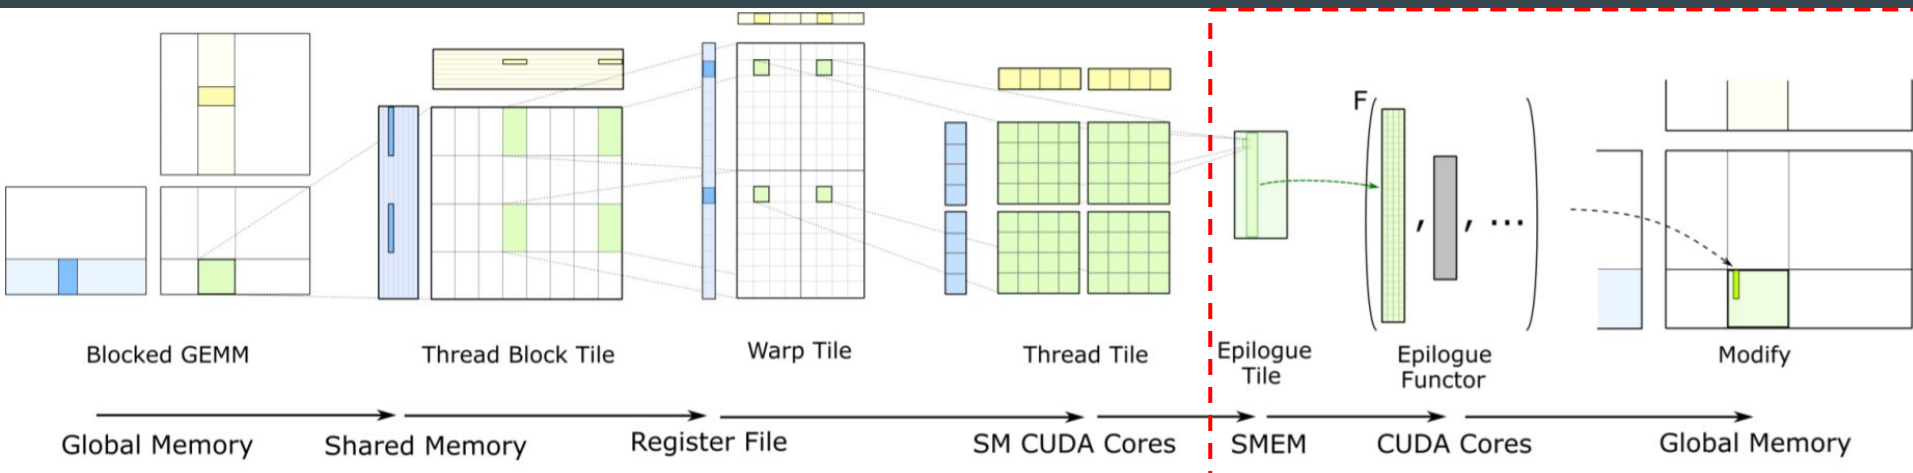 F
, , ...
Blocked GEMM
Thread Block Tile
Warp Tile
Thread Tile
Epilogue
Tile
Epilogue
Functor
Modify
Global Memory
Shared Memory
Register File
SM CUDA Cores
SMEM
CUDA Cores
Global Memory